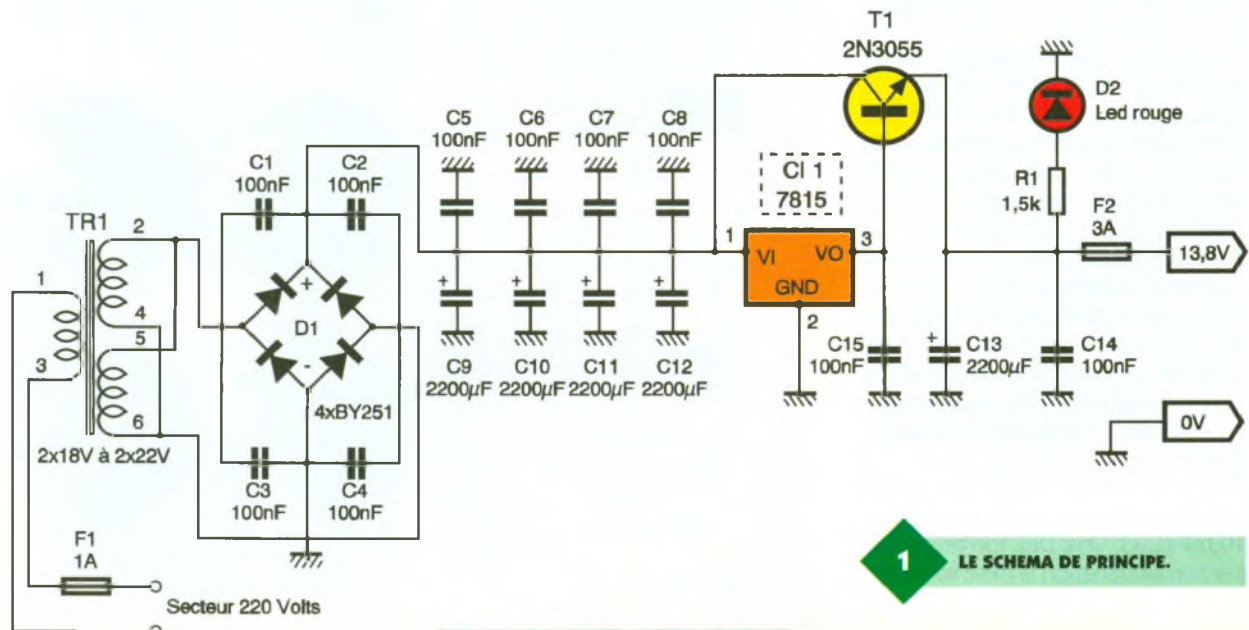 T1
2N3055
D2
Led rouge
C5
100nF
C6
100nF
C7
100nF
C8
100nF
C1
100nF
C2
100nF
CI 1
7815
R1
1,5k
F2
3A
TR1
2
1
4
5
3
6
2x18V à 2x22V
+
D1
-
4xBY251
1
VI
VO
3
GND
2
13,8V
+
C9
2200µF
+
C10
2200µF
+
C11
2200µF
+
C12
2200µF
C15
100nF
+
C13
2200µF
C14
100nF
0V
C3
100nF
C4
100nF
F1
1A
Secteur 220 Volts
1
LE SCHEMA DE PRINCIPE.